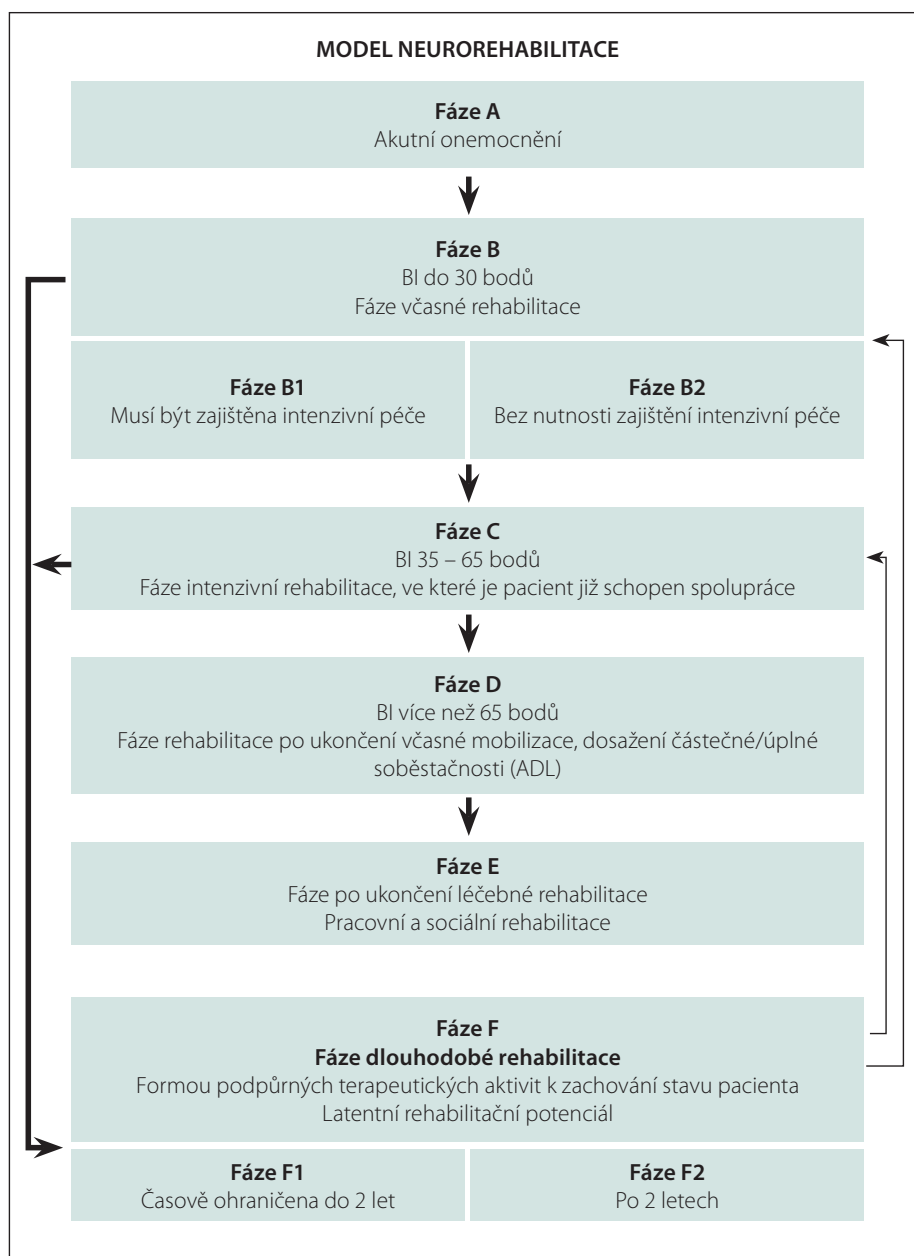 MODEL NEUROREHABILITACE
Fáze A
Akutní onemocnění
Fáze B
BI do 30 bodů
Fáze včasné rehabilitace
Fáze B1
Musí být zajištěna intenzivní péče
Fáze B2
Bez nutnosti zajištění intenzivní péče
Fáze C
BI 35 – 65 bodů
Fáze intenzivní rehabilitace, ve které je pacient již schopen spolupráce
Fáze D
BI více než 65 bodů
Fáze rehabilitace po ukončení včasné mobilizace, dosažení částečné/úplné
soběstačnosti (ADL)
Fáze E
Fáze po ukončení léčebné rehabilitace
Pracovní a sociální rehabilitace
Fáze F
Fáze dlouhodobé rehabilitace
Formou podpůrných terapeutických aktivit k zachování stavu pacienta
Latentní rehabilitační potenciál
Fáze F1
Časově ohraničena do 2 let
Fáze F2
Po 2 letech